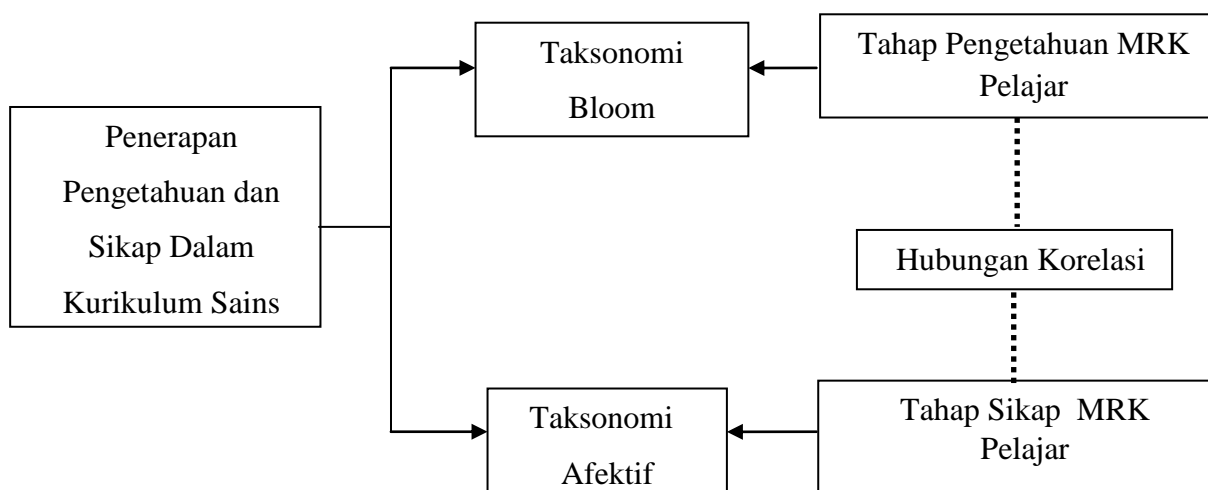 Penerapan
Pengetahuan dan
Sikap Dalam
Kurikulum Sains
Taksonomi
Bloom
Tahap Pengetahuan MRK
Pelajar
Hubungan Korelasi
Taksonomi
Afektif
Tahap Sikap MRK
Pelajar